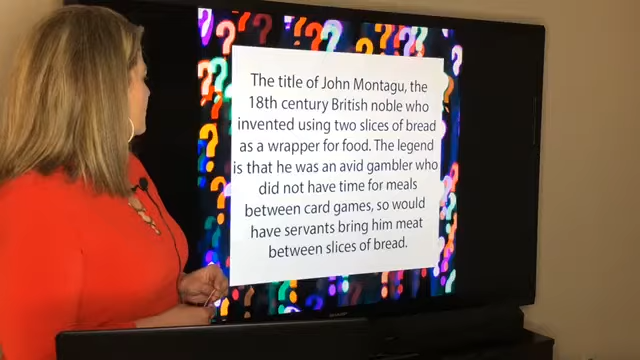 The title of John Montagu, the
18th century British noble who
invented using two slices of bread
as a wrapper for food. The legend
is that he was an avid gambler who
did not have time for meals
between card games, so would
have servants bring him meat
between slices of bread.
SHARP